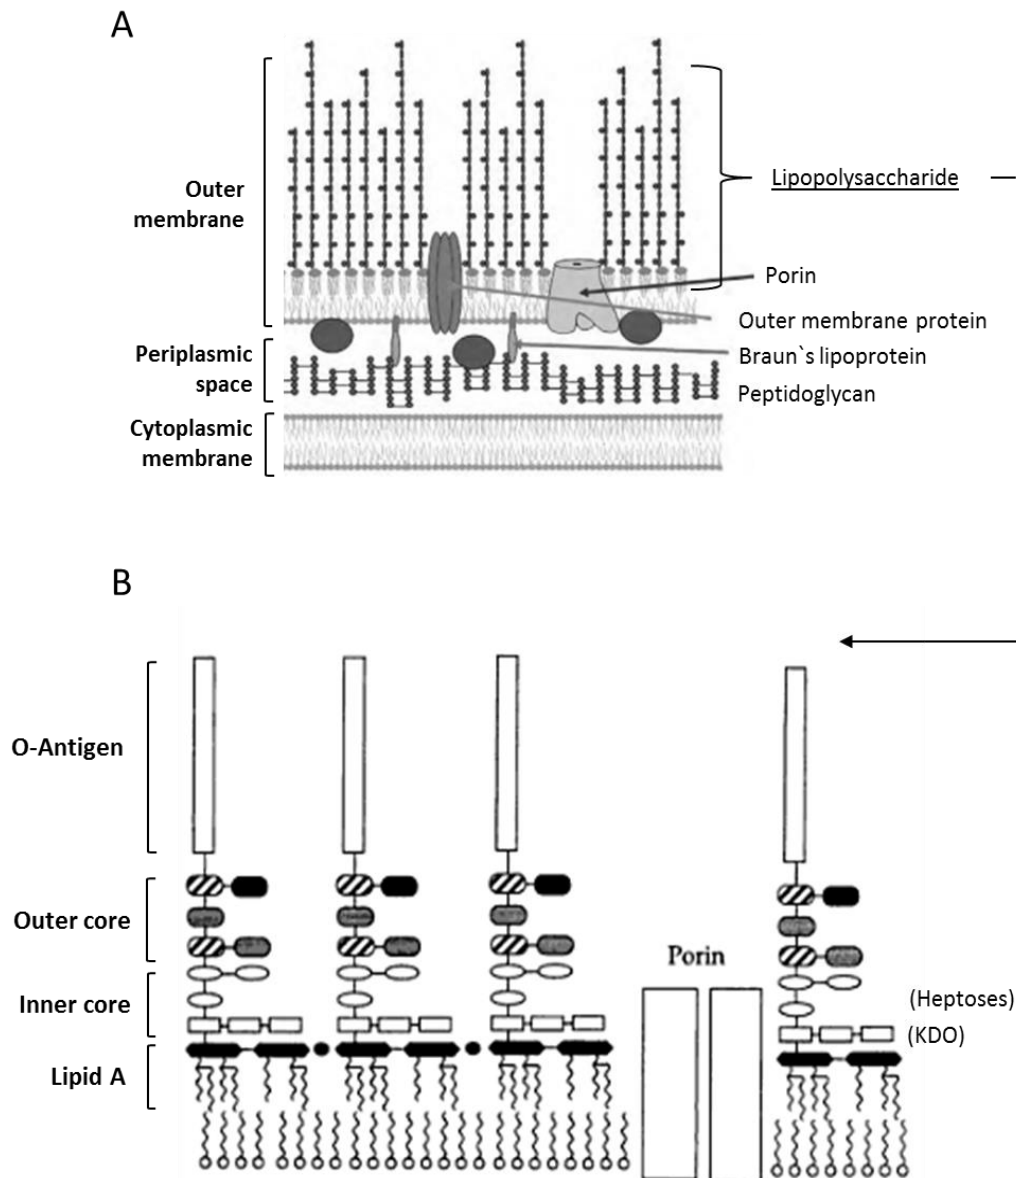 A
Outer
membrane
Lipopolysaccharide
Porin
Outer membrane protein
Braun`s lipoprotein
Periplasmic
space
Peptidoglycan
Cytoplasmic
membrane
B
O-Antigen
Outer core
Porin
Inner core
(Heptoses)
(KDO)
Lipid A